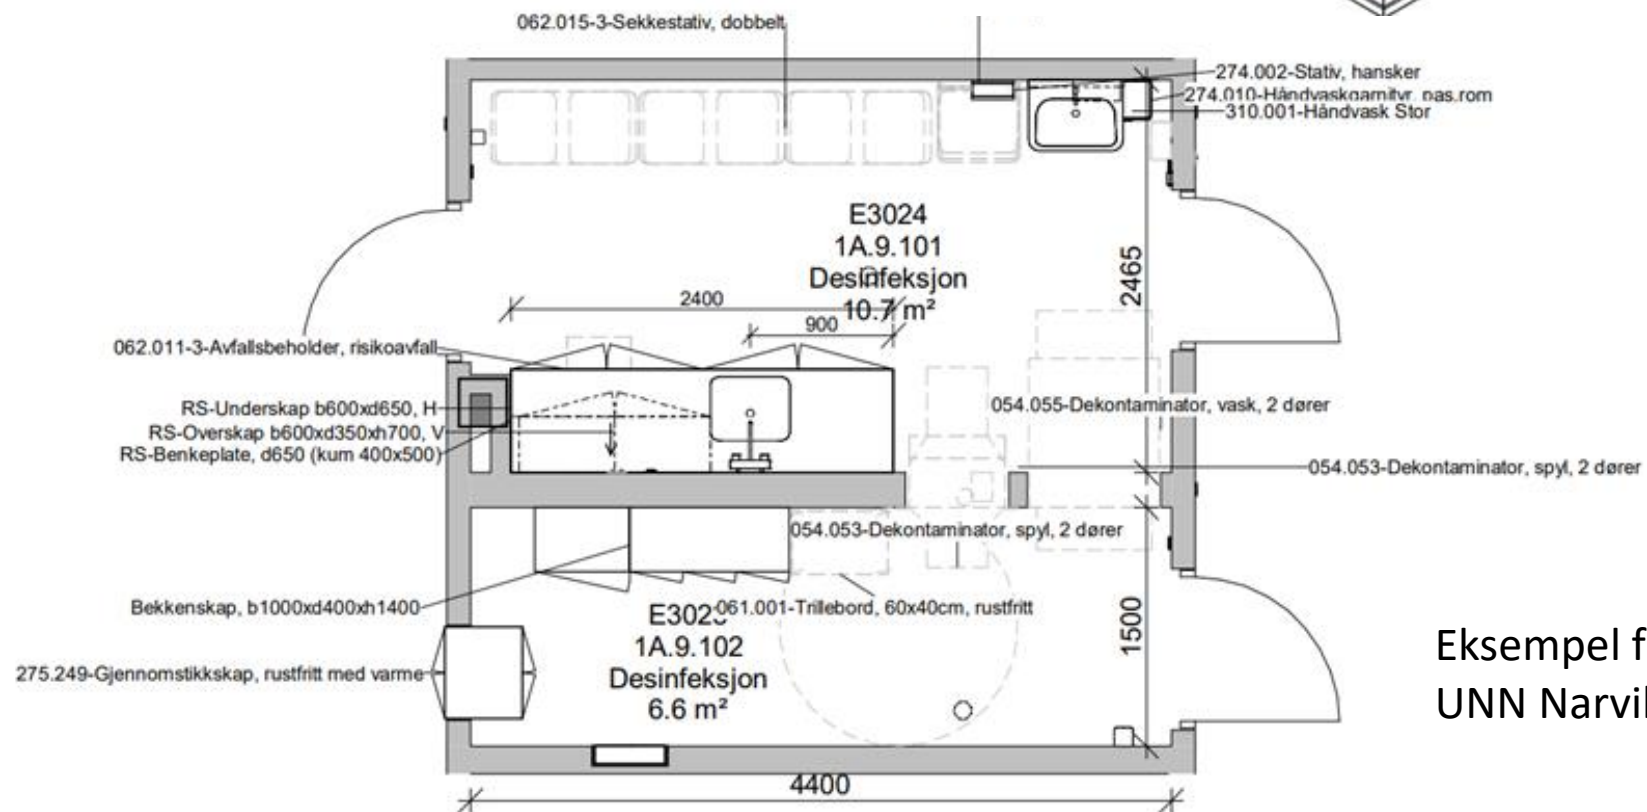 062.015-3-Sekkestativ, dobbelt
274.002-Stativ, hansker
274.010-Håndvaskgarnityr, pas.rom
310.001-Håndvask Stor
E3024
1A.9.101
Desinfeksjon
10.7 m²
2465
2400
900
062.011-3-Avfallsbeholder, risikoavfall
RS-Underskap b600xd650, H
RS-Overskap b600xd350xh700, V
RS-Benkeplate, d650 (kum 400x500)
054.055-Dekontaminator, vask, 2 dører
054.053-Dekontaminator, spyl, 2 dører
054.053-Dekontaminator, spyl, 2 dører
Bekkenskap, b1000xd400xh1400
061.001-Trillebord, 60x40cm, rustfritt
1A.9.102
Desinfeksjon
6.6 m²
1500
275.249-Gjennomstikkskap, rustfritt med varme
Eksempel f
UNN Narvi
4400